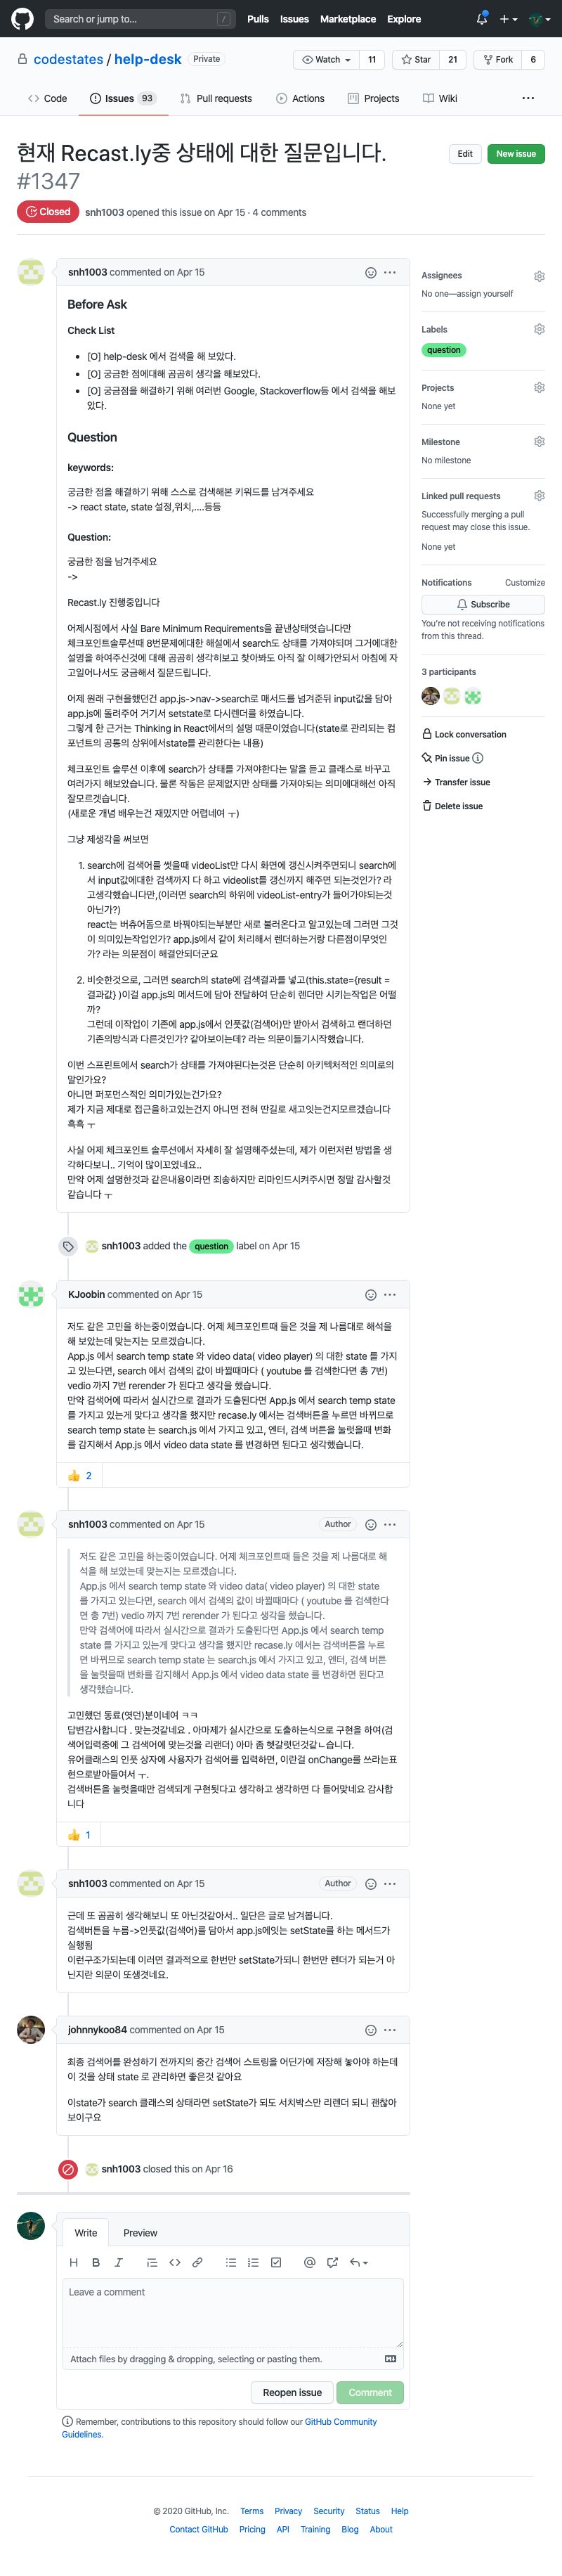 Search or jump to...
/
Pulls
Issues
Marketplace
Explore
codestates / help-desk
Private
Watch
11
Star
21
Fork
6
Code
Issues 93
Pull requests
Actions
Projects
Wiki
현재 Recast.ly중 상태에 대한 질문입니다.
#1347
Edit
New issue
Closed
snh1003 opened this issue on Apr 15 · 4 comments
snh1003 commented on Apr 15
Before Ask
Check List
• [O] help-desk 에서 검색을 해 보았다.
• [O] 궁금한 점에대해 곰곰히 생각을 해보았다.
• [O] 궁금점을 해결하기 위해 여러번 Google, Stackoverflow등 에서 검색을 해보
았다.
Question
keywords:
궁금한 점을 해결하기 위해 스스로 검색해본 키워드를 남겨주세요
-> react state, state 설정,위치,....등등
Question:
궁금한 점을 남겨주세요
->
Recast.ly 진행중입니다
어제시점에서 사실 Bare Minimum Requirements을 끝낸상태엿습니다만
체크포인트솔루션때 8번문제에대한 해설에서 search도 상태를 가져야되며 그거에대한
설명을 하여주신것에 대해 곰곰히 생각하보고 찾아봐도 아직 잘 이해가안되서 아침에 자
고일어나서도 궁금해서 질문드립니다.
어제 원래 구현을했던건 app.js->nav->search로 매서드를 넘겨준뒤 input값을 담아
app.js에 돌려주어 거기서 setstate로 다시렌더를 하였습니다.
그렇게 한 근거는 Thinking in React에서의 설명 때문이였습니다(state로 관리되는 컴
포넌트의 공통의 상위에서state를 관리한다는 내용)
체크포인트 솔루션 이후에 search가 상태를 가져야한다는 말을 듣고 클래스로 바꾸고
여러가지 해보았습니다. 물론 작동은 문제없지만 상태를 가져야되는 의미에대해선 아직
잘모르겟습니다.
(새로운 개념 배우는건 재밌지만 어렵네여 ㅜ)
그냥 제생각을 써보면
1. search에 검색어를 썻을때 videoList만 다시 화면에 갱신시켜주면되니 search에
서 input값에대한 검색까지 다 하고 videolist를 갱신까지 해주면 되는것인가? 라
고생각했습니다만,(이러면 search의 하위에 videoList-entry가 들어가야되는것
아닌가?)
react는 버츄어돔으로 바꿔야되는부분만 새로 불러온다고 알고있는데 그러면 그것
이 의미있는작업인가? app.js에서 같이 처리해서 렌더하는거랑 다른점이무엇인
가? 라는 의문점이 해결안되더군요
2. 비슷한것으로, 그러면 search의 state에 검색결과를 넣고(this.state={result =
결과값} )이걸 app.js의 메서드에 담아 전달하여 단순히 렌더만 시키는작업은 어떨
까?
그런데 이작업이 기존에 app.js에서 인풋값(검색어)만 받아서 검색하고 랜더하던
기존의방식과 다른것인가? 같아보이는데? 라는 의문이들기시작했습니다.
이번 스프린트에서 search가 상태를 가져야된다는것은 단순히 아키텍처적인 의미로의
말인가요?
아니면 퍼포먼스적인 의미가있는건가요?
제가 지금 제대로 접근을하고있는건지 아니면 전혀 딴길로 새고잇는건지모르겠습니다
흑흑 ㅜ
사실 어제 체크포인트 솔루션에서 자세히 잘 설명해주셨는데, 제가 이런저런 방법을 생
각하다보니.. 기억이 많이꼬였네요..
만약 어제 설명한것과 같은내용이라면 죄송하지만 리마인드시켜주시면 정말 감사할것
같습니다 ㅜ
snh1003 added the question label on Apr 15
KJoobin commented on Apr 15
저도 같은 고민을 하는중이였습니다. 어제 체크포인트때 들은 것을 제 나름대로 해석을
해 보았는데 맞는지는 모르겠습니다.
App.js 에서 search temp state 와 video data( video player) 의 대한 state 를 가지
고 있는다면, search 에서 검색의 값이 바뀔때마다 ( youtube 를 검색한다면 총 7번)
vedio 까지 7번 rerender 가 된다고 생각을 했습니다.
만약 검색어에 따라서 실시간으로 결과가 도출된다면 App.js 에서 search temp state
를 가지고 있는게 맞다고 생각을 했지만 recase.ly 에서는 검색버튼을 누르면 바뀌므로
search temp state 는 search.js 에서 가지고 있고, 엔터, 검색 버튼을 눌럿을때 변화
를 감지해서 App.js 에서 video data state 를 변경하면 된다고 생각했습니다.
👍 2
snh1003 commented on Apr 15
Author
저도 같은 고민을 하는중이였습니다. 어제 체크포인트때 들은 것을 제 나름대로 해
석을 해 보았는데 맞는지는 모르겠습니다.
App.js 에서 search temp state 와 video data( video player) 의 대한 state
를 가지고 있는다면, search 에서 검색의 값이 바뀔때마다 ( youtube 를 검색한다
면 총 7번) vedio 까지 7번 rerender 가 된다고 생각을 했습니다.
만약 검색어에 따라서 실시간으로 결과가 도출된다면 App.js 에서 search temp
state 를 가지고 있는게 맞다고 생각을 했지만 recase.ly 에서는 검색버튼을 누르
면 바뀌므로 search temp state 는 search.js 에서 가지고 있고, 엔터, 검색 버튼
을 눌럿을때 변화를 감지해서 App.js 에서 video data state 를 변경하면 된다고
생각했습니다.
고민했던 동료(엿던)분이네여 ㅋㅋ
답변감사합니다 . 맞는것같네요 . 아마제가 실시간으로 도출하는식으로 구현을 하여(검
색어입력중에 그 검색어에 맞는것을 리랜더) 아마 좀 헷갈렷던것같ㄴ습니다.
유어클래스의 인풋 상자에 사용자가 검색어를 입력하면, 이란걸 onChange를 쓰라는표
현으로받아들여서 ㅜ.
검색버튼을 눌럿을때만 검색되게 구현됫다고 생각하고 생각하면 다 들어맞네요 감사합
니다
👍 1
snh1003 commented on Apr 15
Author
근데 또 곰곰히 생각해보니 또 아닌것같아서.. 일단은 글로 남겨봅니다.
검색버튼을 누름->인풋값(검색어)를 담아서 app.js에잇는 setState를 하는 메서드가
실행됨
이런구조가되는데 이러면 결과적으로 한번만 setState가되니 한번만 렌더가 되는거 아
닌지란 의문이 또생겻네요.
johnnykoo84 commented on Apr 15
최종 검색어를 완성하기 전까지의 중간 검색어 스트링을 어딘가에 저장해 놓아야 하는데
이 것을 상태 state 로 관리하면 좋은것 같아요
이state가 search 클래스의 상태라면 setState가 되도 서치박스만 리렌더 되니 괜찮아
보이구요
snh1003 closed this on Apr 16
Write
Preview
Leave a comment
Attach files by dragging & dropping, selecting or pasting them.
Reopen issue
Comment
Remember, contributions to this repository should follow our GitHub Community
Guidelines.
Assignees
No one—assign yourself
Labels
question
Projects
None yet
Milestone
No milestone
Linked pull requests
Successfully merging a pull
request may close this issue.
None yet
Notifications
Customize
Subscribe
You're not receiving notifications
from this thread.
3 participants
Lock conversation
Pin issue
Transfer issue
Delete issue
© 2020 GitHub, Inc.
Terms
Privacy
Security
Status
Help
Contact GitHub
Pricing
API
Training
Blog
About